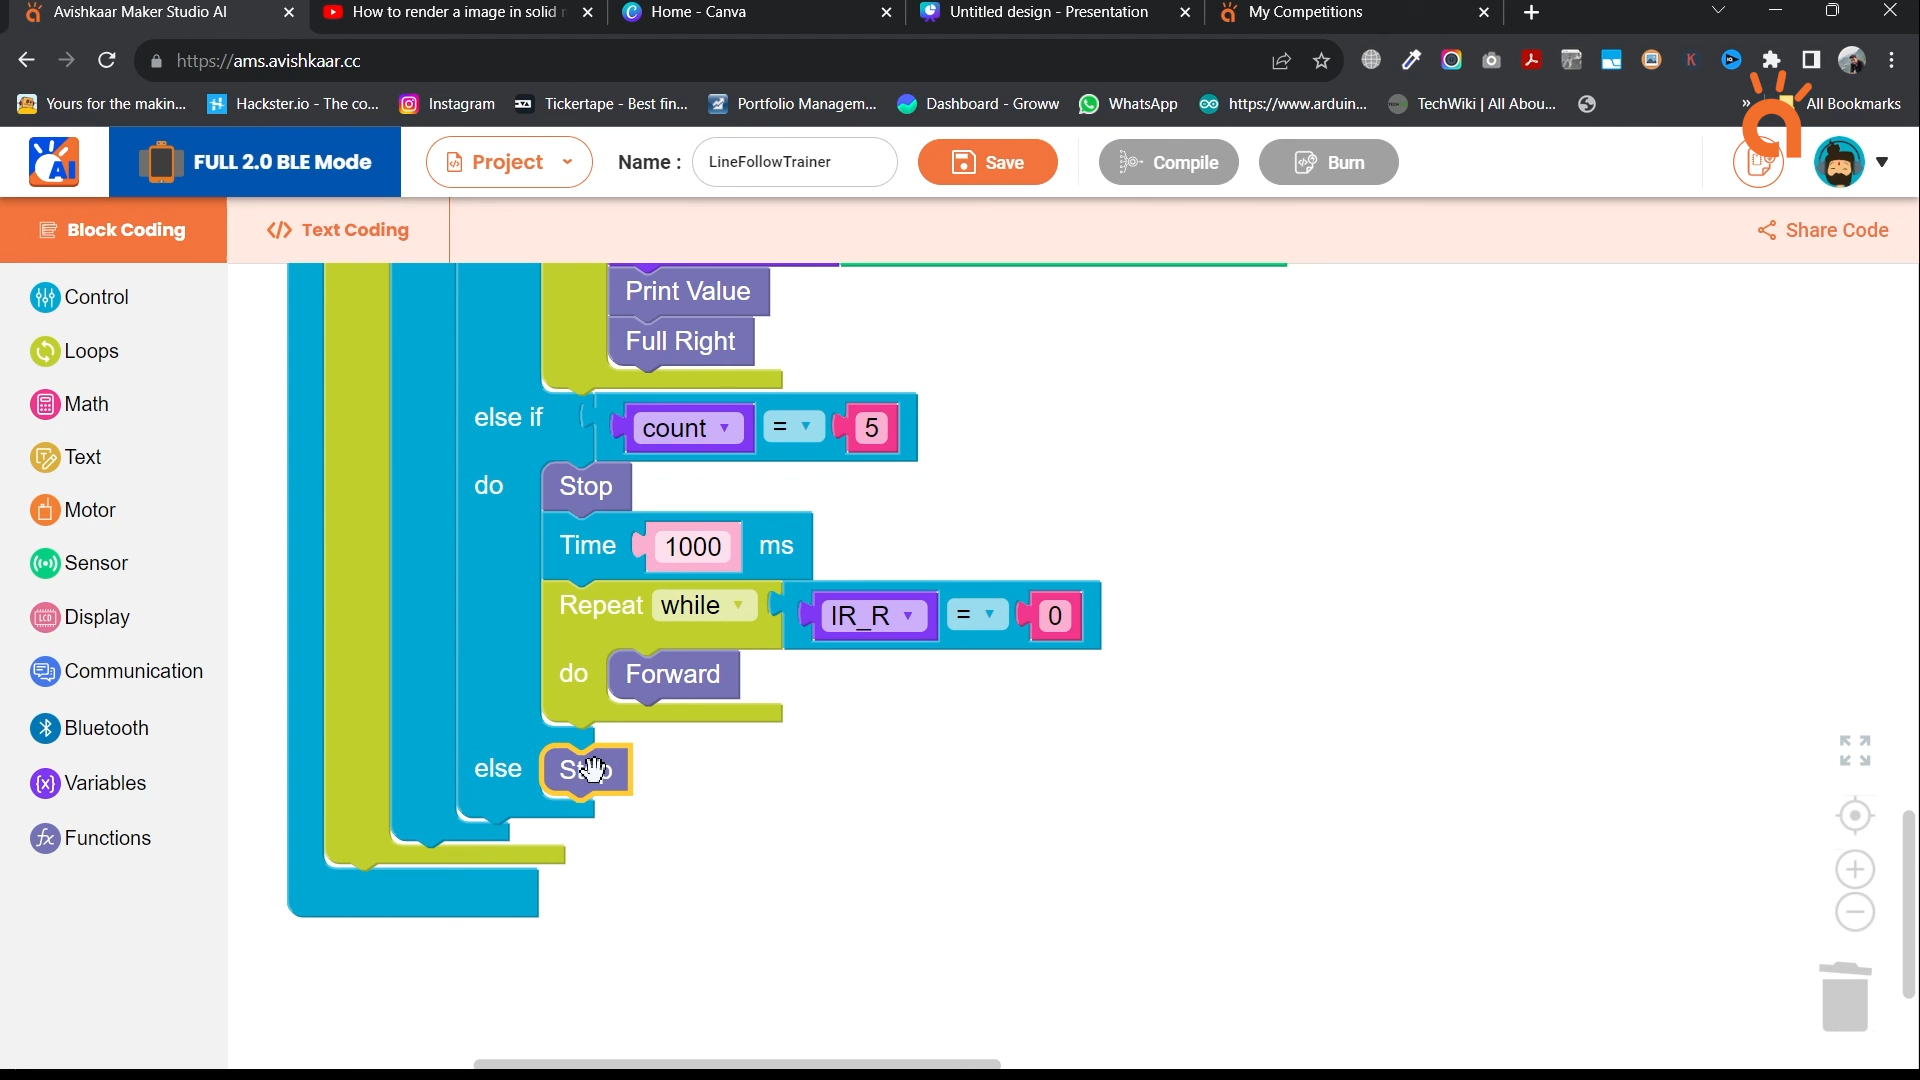 Avishkaar Maker Studio AI
How to render a image in solid
Home - Canva
Untitled design - Presentation
My Competitions
https://ams.avishkaar.cc
Yours for the makin...
Hackster.io - The co...
Instagram
Tickertape - Best fin...
Portfolio Managem...
Dashboard - Groww
WhatsApp
https://www.arduin...
TechWiki | All Abou...
»
All Bookmarks
AI
FULL 2.0 BLE Mode
Project
Name :
LineFollowTrainer
Save
Compile
Burn
Block Coding
</> Text Coding
Share Code
Control
Loops
Math
Text
Motor
Sensor
Display
Communication
Bluetooth
Variables
Functions
Print Value
Full Right
else if count = 5
do Stop
Time 1000 ms
Repeat while IR_R = 0
do Forward
else Stop